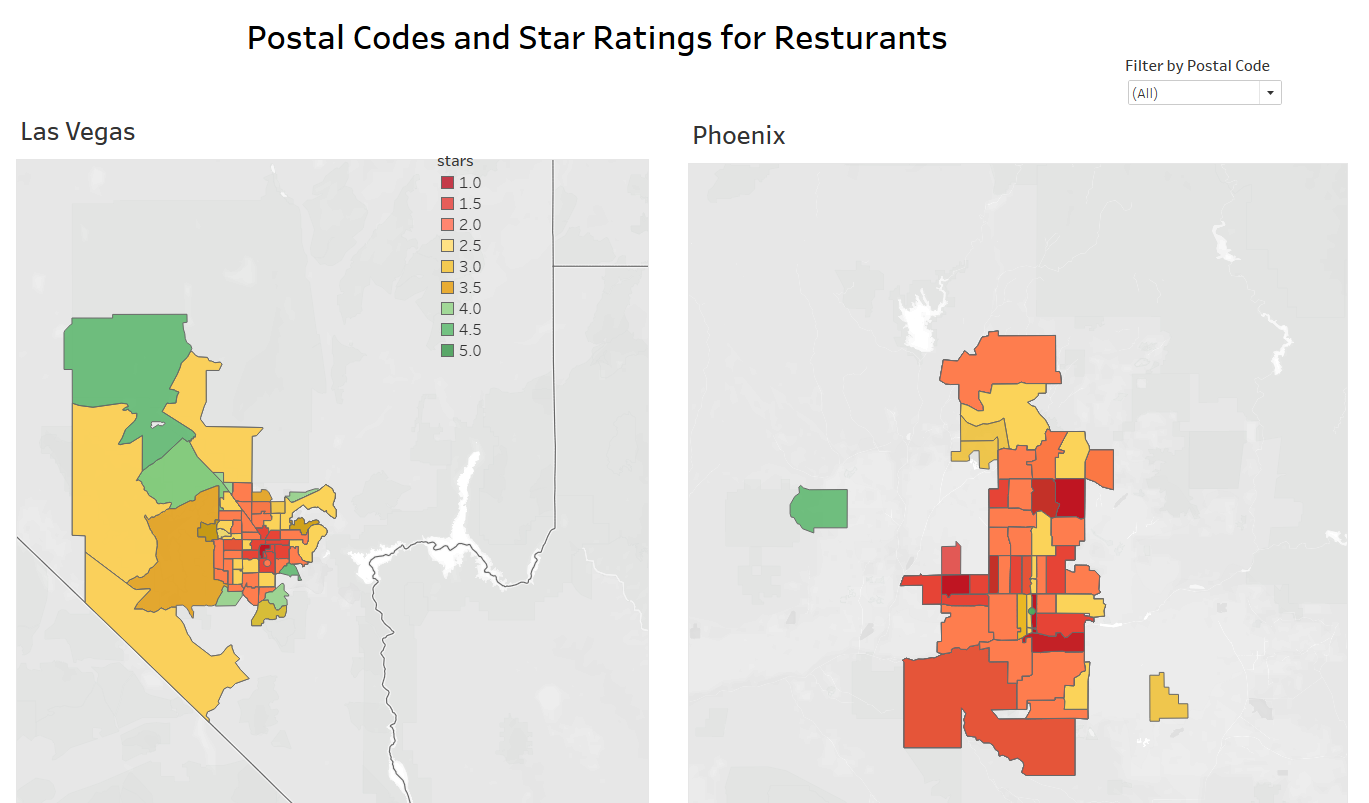 Postal Codes and Star Ratings for Resturants
Filter by Postal Code
(All)
Las Vegas
Phoenix
stars
1.0
1.5
2.0
2.5
3.0
3.5
4.0
4.5
5.0